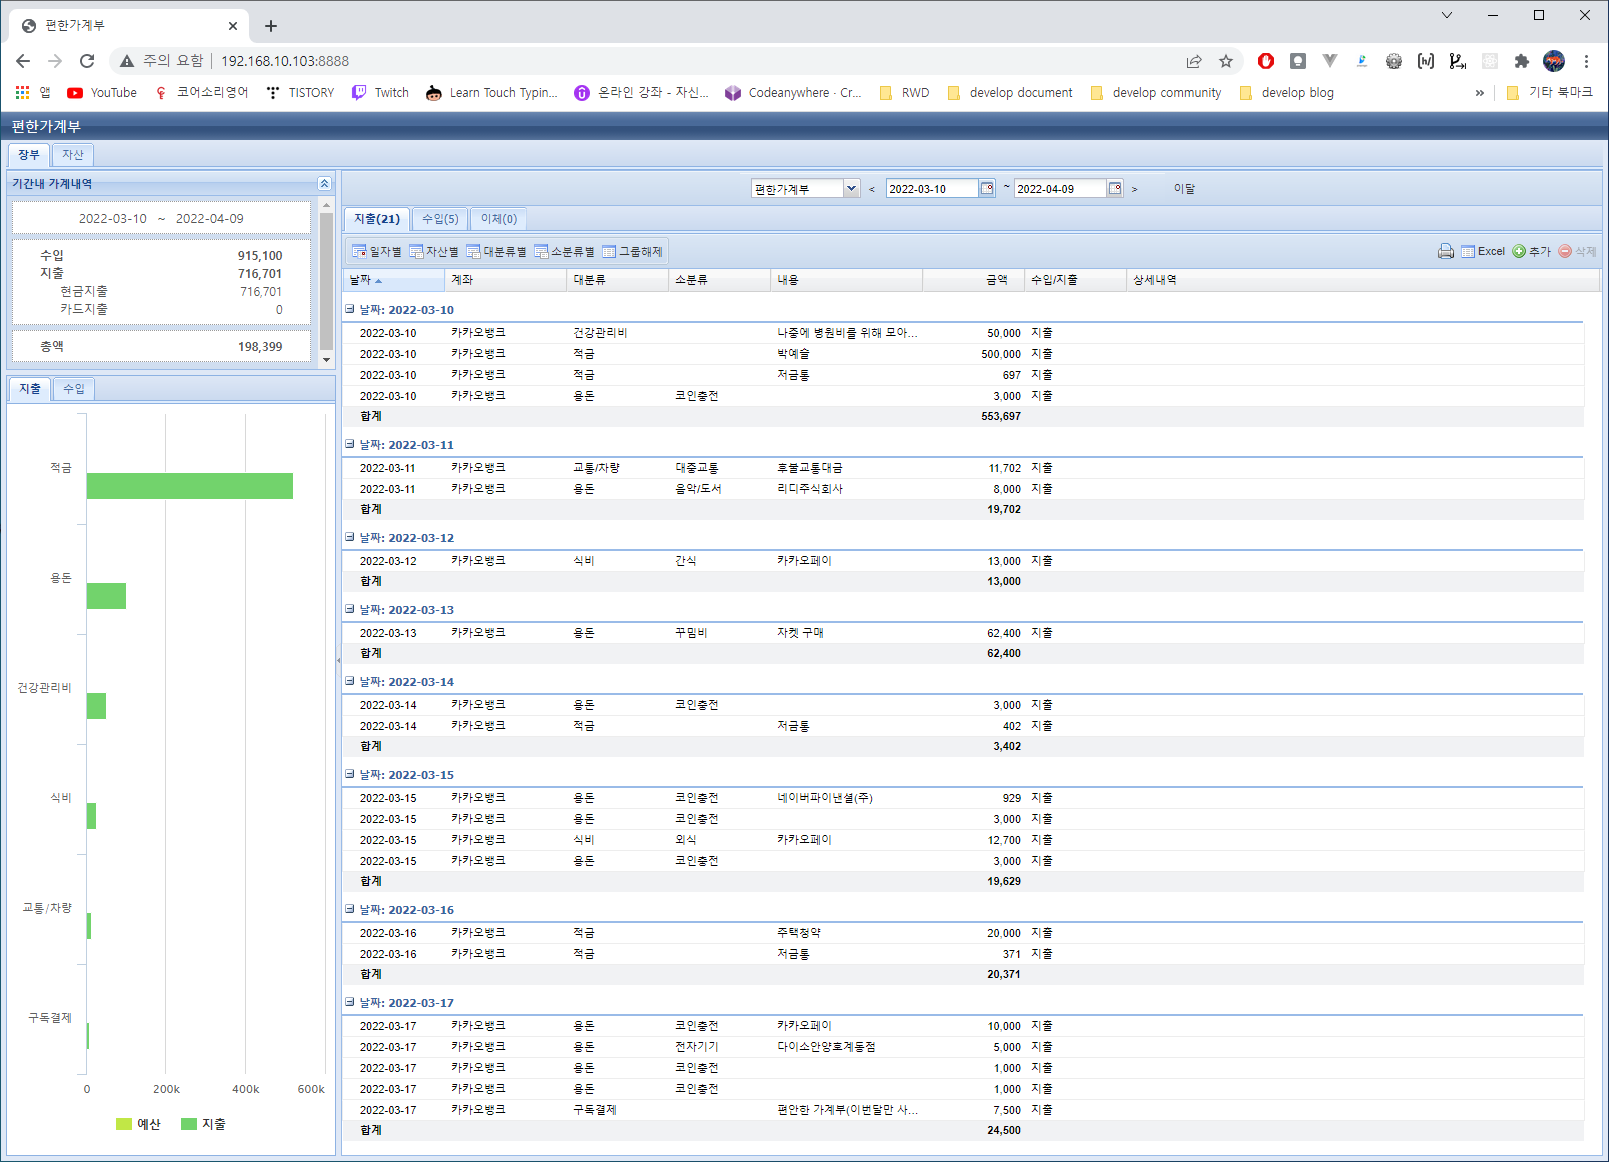 편한가계부
주의 요함 192.168.10.103:8888
앱 YouTube 코어소리영어 TISTORY Twitch Learn Touch Typin... 온라인 강좌 - 자신... Codeanywhere · Cr... RWD develop document develop community develop blog » 기타 북마크
편한가계부
장부 자산
기간내 가계내역
2022-03-10 ~ 2022-04-09
수입 915,100
지출 716,701
현금지출 716,701
카드지출 0
총액 198,399
지출 수입
적금
용돈
건강관리비
식비
교통/차량
구독결제
0 200k 400k 600k
예산 지출
편한가계부 < 2022-03-10 ~ 2022-04-09 > 이달
지출(21) 수입(5) 이체(0)
일자별 자산별 대분류별 소분류별 그룹해제 Excel 추가 삭제
날짜 계좌 대분류 소분류 내용 금액 수입/지출 상세내역
날짜: 2022-03-10
2022-03-10 카카오뱅크 건강관리비 나중에 병원비를 위해 모아... 50,000 지출
2022-03-10 카카오뱅크 적금 박예슬 500,000 지출
2022-03-10 카카오뱅크 적금 저금통 697 지출
2022-03-10 카카오뱅크 용돈 코인충전 3,000 지출
합계 553,697
날짜: 2022-03-11
2022-03-11 카카오뱅크 교통/차량 대중교통 후불교통대금 11,702 지출
2022-03-11 카카오뱅크 용돈 음악/도서 리디주식회사 8,000 지출
합계 19,702
날짜: 2022-03-12
2022-03-12 카카오뱅크 식비 간식 카카오페이 13,000 지출
합계 13,000
날짜: 2022-03-13
2022-03-13 카카오뱅크 용돈 꾸밈비 자켓 구매 62,400 지출
합계 62,400
날짜: 2022-03-14
2022-03-14 카카오뱅크 용돈 코인충전 3,000 지출
2022-03-14 카카오뱅크 적금 저금통 402 지출
합계 3,402
날짜: 2022-03-15
2022-03-15 카카오뱅크 용돈 코인충전 네이버파이낸셜(주) 929 지출
2022-03-15 카카오뱅크 용돈 코인충전 3,000 지출
2022-03-15 카카오뱅크 식비 외식 카카오페이 12,700 지출
2022-03-15 카카오뱅크 용돈 코인충전 3,000 지출
합계 19,629
날짜: 2022-03-16
2022-03-16 카카오뱅크 적금 주택청약 20,000 지출
2022-03-16 카카오뱅크 적금 저금통 371 지출
합계 20,371
날짜: 2022-03-17
2022-03-17 카카오뱅크 용돈 코인충전 카카오페이 10,000 지출
2022-03-17 카카오뱅크 용돈 전자기기 다이소안양호계동점 5,000 지출
2022-03-17 카카오뱅크 용돈 코인충전 1,000 지출
2022-03-17 카카오뱅크 용돈 코인충전 1,000 지출
2022-03-17 카카오뱅크 구독결제 편안한 가계부(이번달만 사... 7,500 지출
합계 24,500